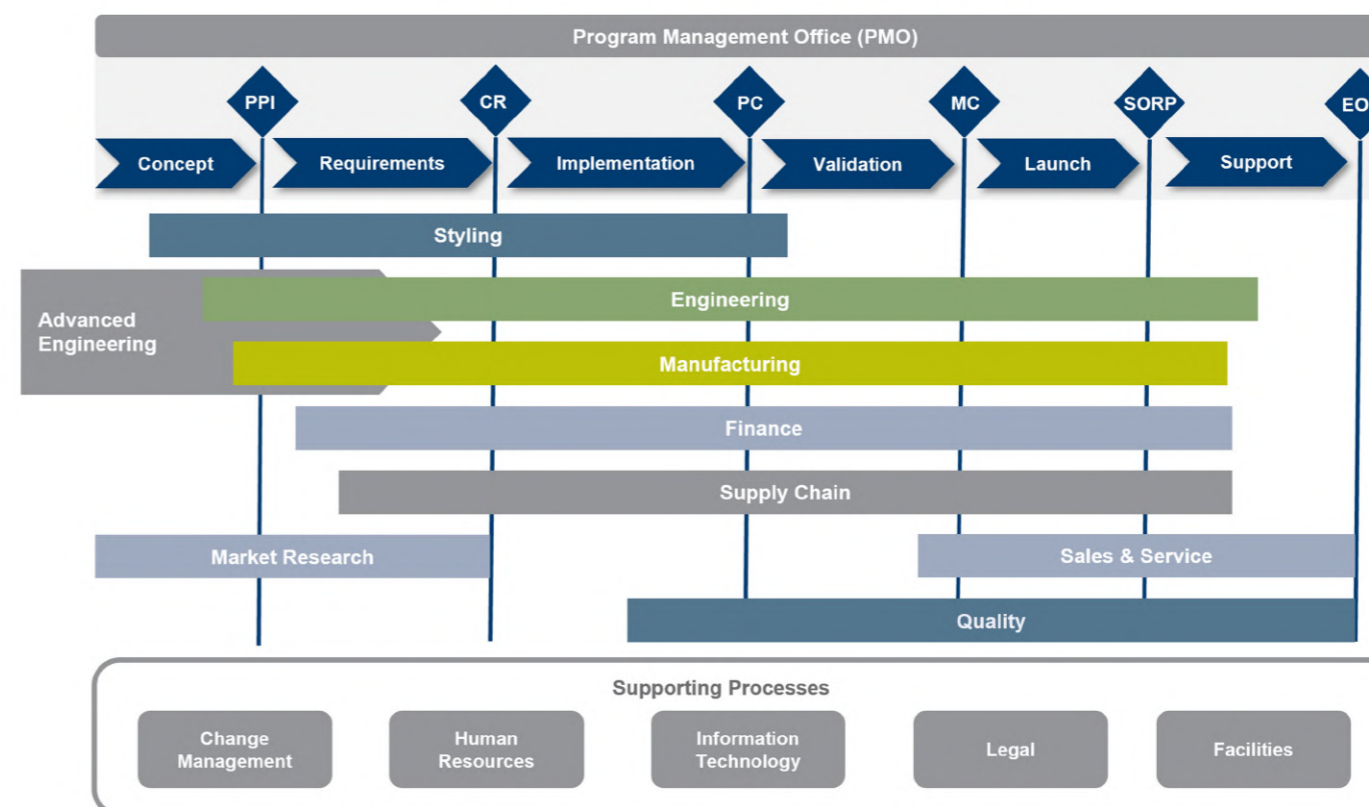 Program Management Office (PMO)
PPI
CR
PC
MC
SORP
EO
Concept
Requirements
Implementation
Validation
Launch
Support
Styling
Engineering
Advanced
Engineering
Manufacturing
Finance
Supply Chain
Market Research
Sales & Service
Quality
Supporting Processes
Change
Management
Human
Resources
Information
Technology
Legal
Facilities